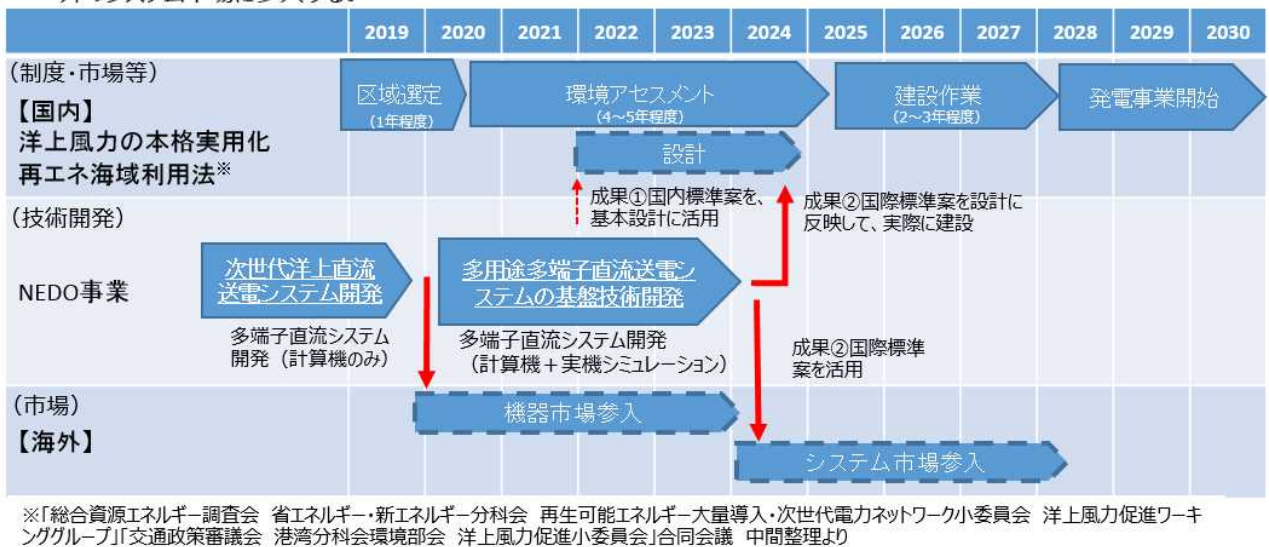 2019 2020 2021 2022 2023 2024 2025 2026 2027 2028 2029 2030
(制度・市場等)
【国内】
洋上風力の本格実用化
再エネ海域利用法※
区域選定
(1年程度)
環境アセスメント
(4~5年程度)
建設作業
(2~3年程度)
発電事業開始
設計
成果①国内標準案を、
基本設計に活用
成果②国際標準案を設計に
反映して、実際に建設
(技術開発)
NEDO事業
次世代洋上直流
送電システム開発
多用途多端子直流送電シ
ステムの基盤技術開発
多端子直流システム
開発(計算機のみ)
多端子直流システム開発
(計算機+実機シミュレーション)
成果②国際標準
案を活用
(市場)
【海外】
機器市場参入
システム市場参入
※「総合資源エネルギー調査会 省エネルギー・新エネルギー分科会 再生可能エネルギー大量導入・次世代電力ネットワーク小委員会 洋上風力促進ワーキ
ンググループ」「交通政策審議会 港湾分科会環境部会 洋上風力促進小委員会」合同会議 中間整理より